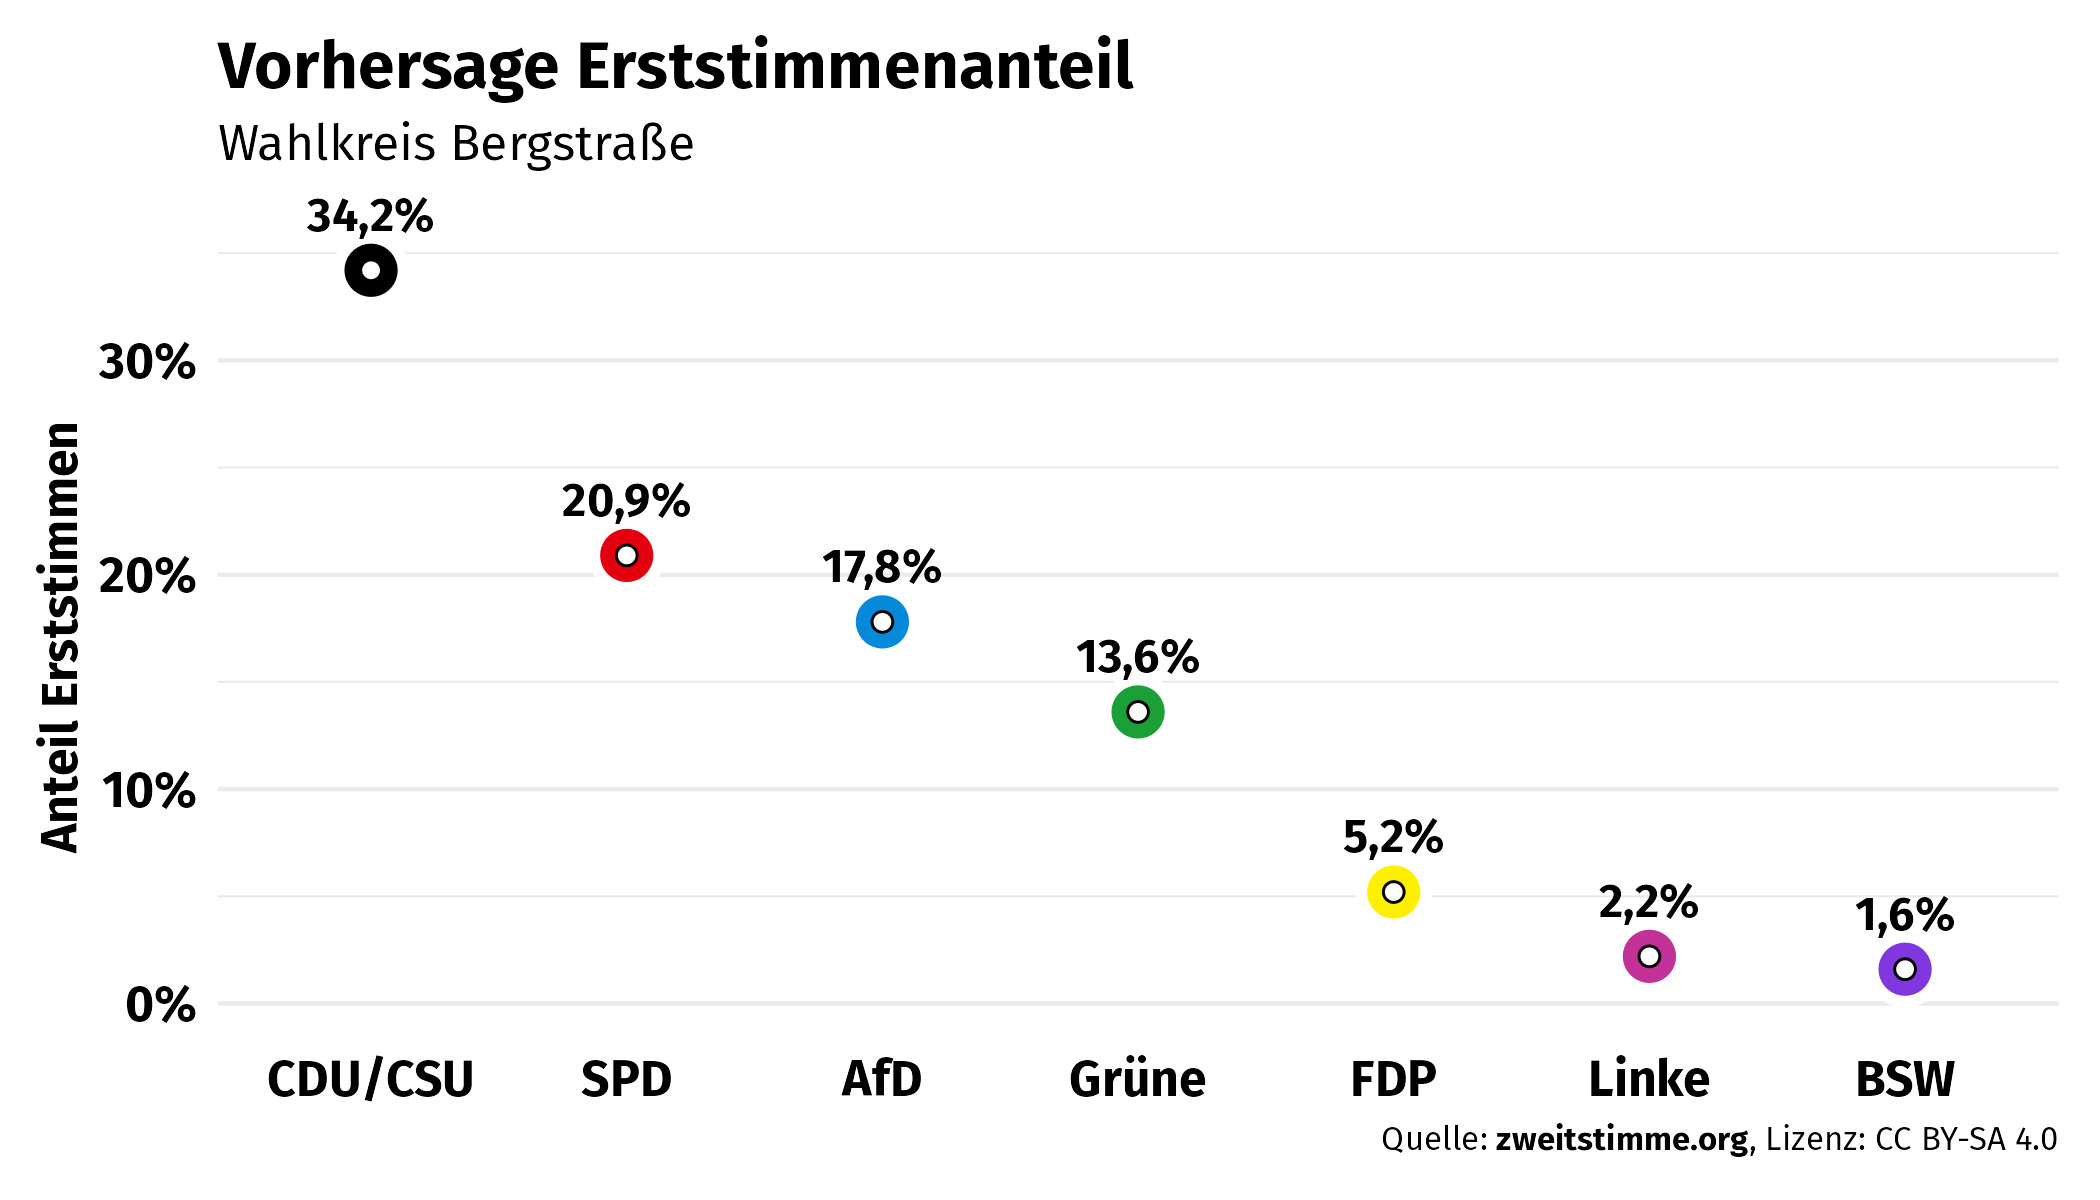 Vorhersage Erststimmenanteil
Wahlkreis Bergstraße
34,2%
30%
20,9%
20%
17,8%
13,6%
10%
5,2%
2,2%
1,6%
0%
Anteil Erststimmen
CDU/CSU SPD AfD Grüne FDP Linke BSW
Quelle: zweitstimme.org, Lizenz: CC BY-SA 4.0